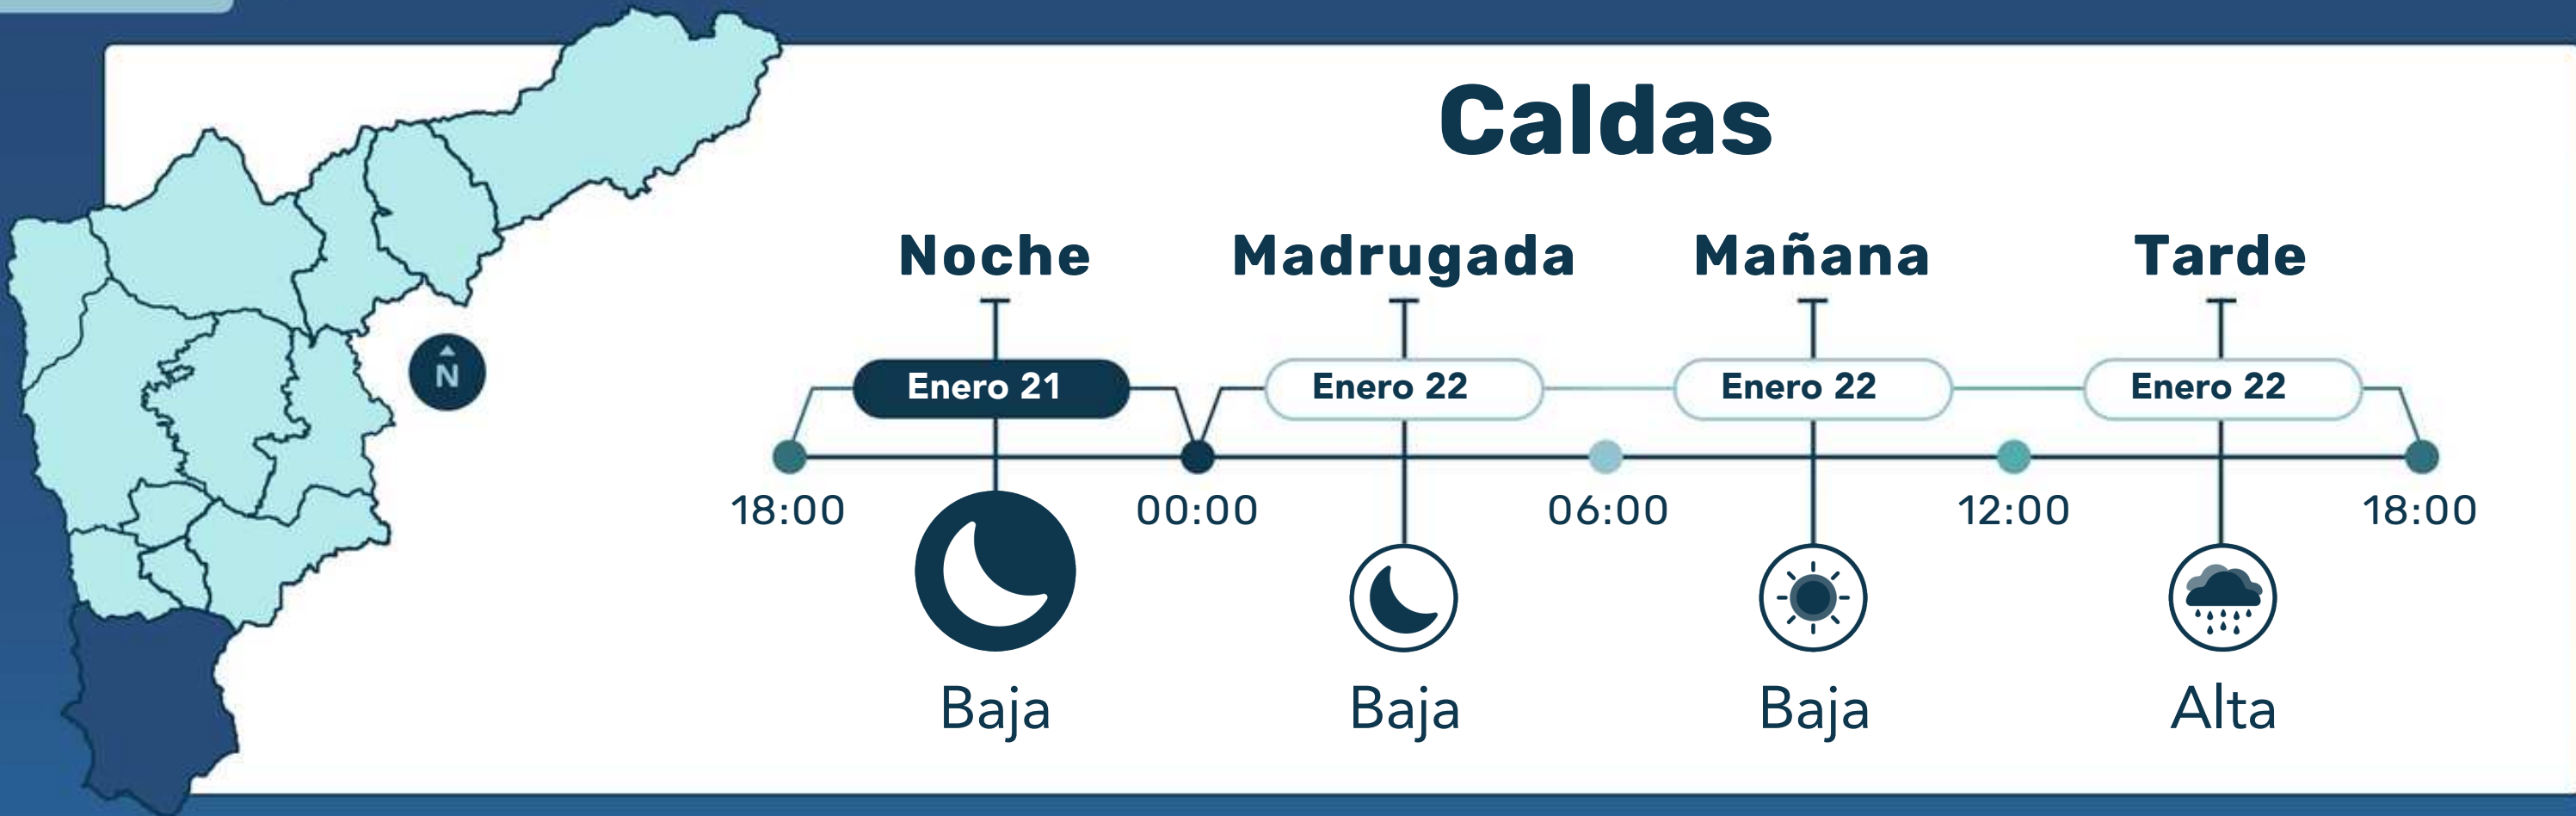 Caldas
Noche Madrugada Mañana Tarde
Enero 21 Enero 22 Enero 22 Enero 22
N
18:00 00:00 06:00 12:00 18:00
Baja Baja Baja Alta